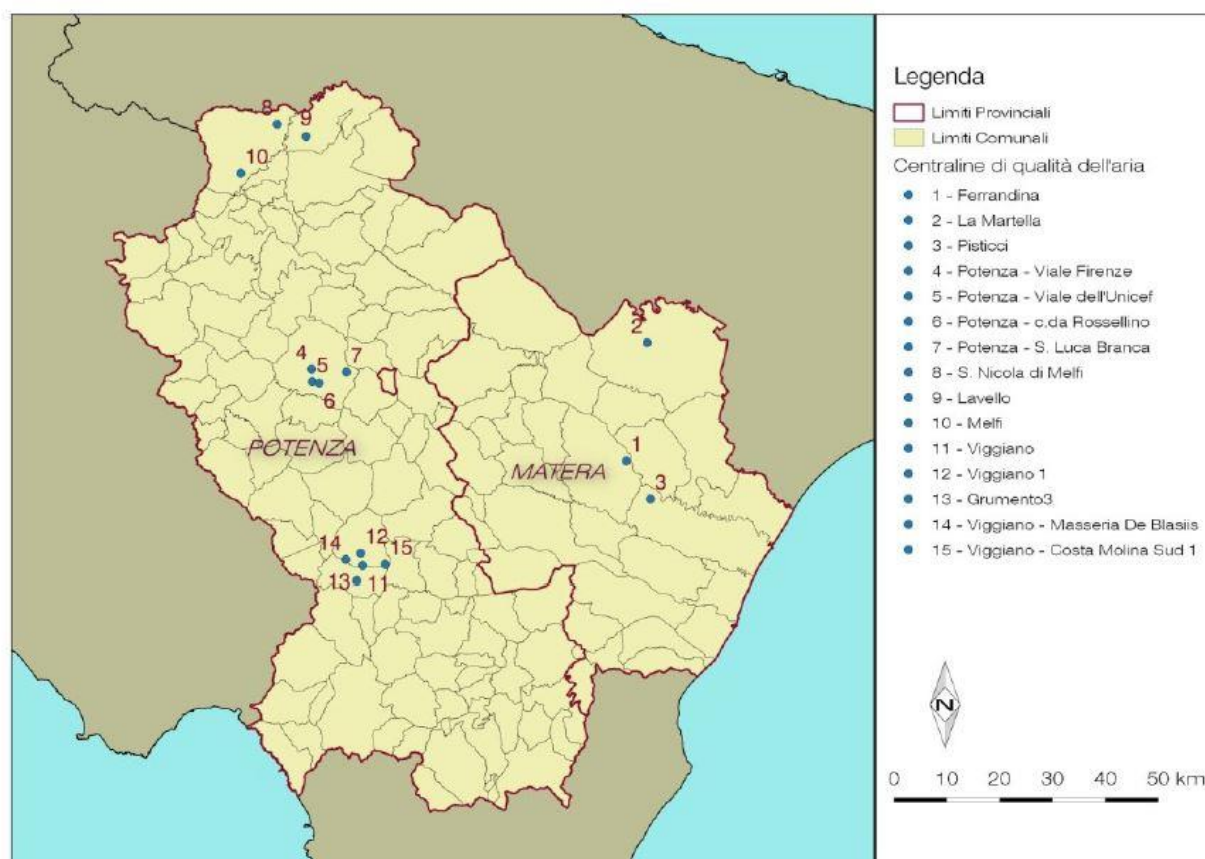 8
9
10
2
4
5
7
6
POTENZA
1
MATERA
3
12
14
15
13
11
Legenda
Limiti Provinciali
Limiti Comunali
Centraline di qualità dell'aria
1 - Ferrandina
2 - La Martella
3 - Pisticci
4 - Potenza - Viale Firenze
5 - Potenza - Viale dell'Unicef
6 - Potenza - c.da Rossellino
7 - Potenza - S. Luca Branca
8 - S. Nicola di Melfi
9 - Lavello
10 - Melfi
11 - Viggiano
12 - Viggiano 1
13 - Grumento3
14 - Viggiano - Masseria De Blasiis
15 - Viggiano - Costa Molina Sud 1
N
0 10 20 30 40 50 km